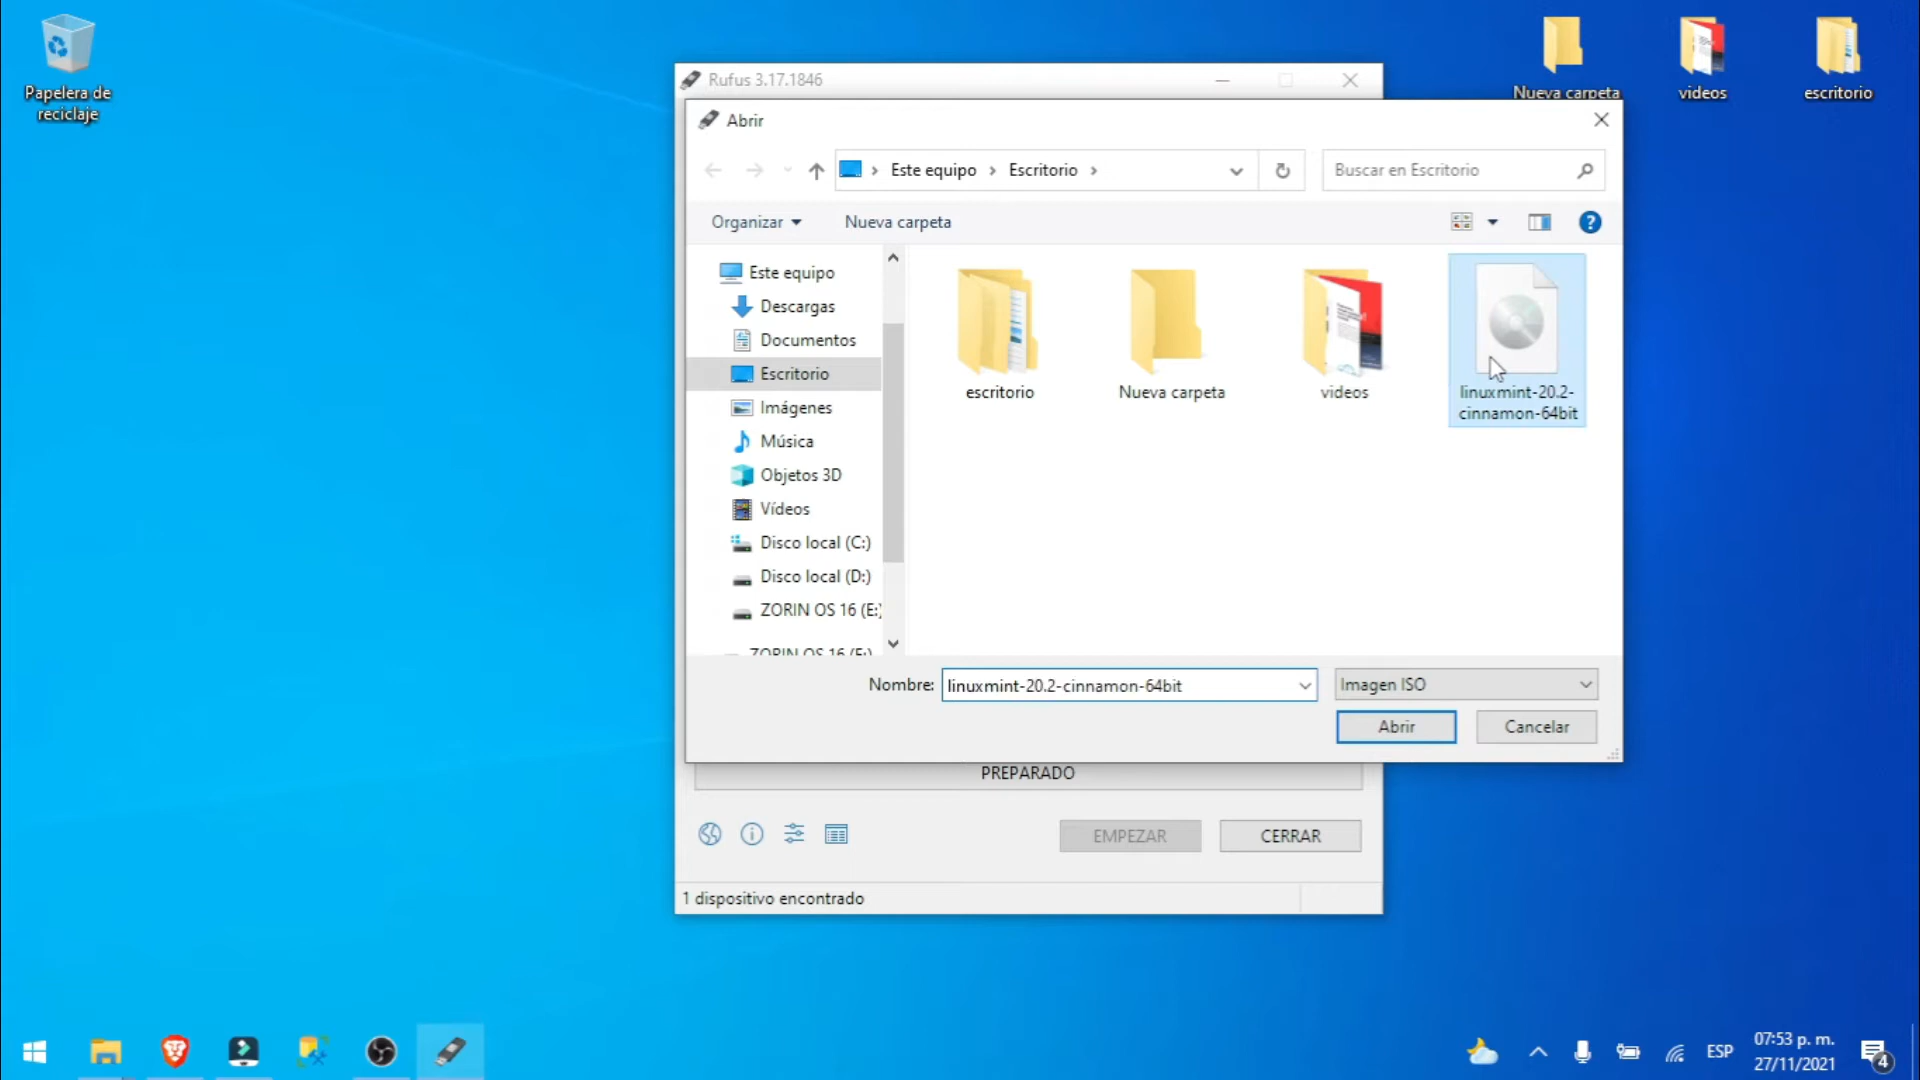 Papelera de
reciclaje
Nueva carpeta
videos
escritorio
Rufus 3.17.1846
Abrir
Este equipo
Escritorio
Buscar en Escritorio
Organizar
Nueva carpeta
Este equipo
Descargas
Documentos
Escritorio
Imágenes
Música
Objetos 3D
Vídeos
Disco local (C:)
Disco local (D:)
ZORIN OS 16 (E:)
ZORIN OS 16 (E:)
escritorio
Nueva carpeta
videos
linuxmint-20.2-
cinnamon-64bit
Nombre: linuxmint-20.2-cinnamon-64bit
Imagen ISO
Abrir
Cancelar
PREPARADO
EMPEZAR
CERRAR
1 dispositivo encontrado
ESP
07:53 p. m.
27/11/2021
4